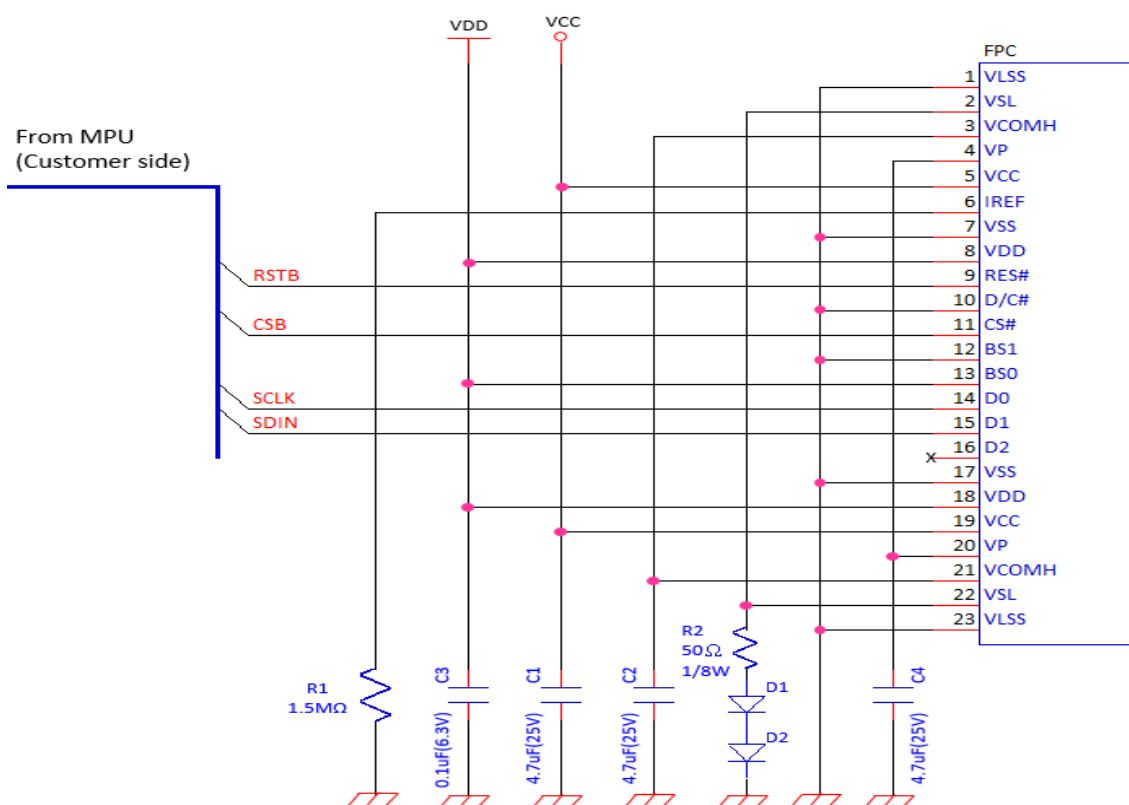 VDD
VCC
FPC
From MPU
(Customer side)
RSTB
CSB
SCLK
SDIN
1 VLSS
2 VSL
3 VCOMH
4 VP
5 VCC
6 IREF
7 VSS
8 VDD
9 RES#
10 D/C#
11 CS#
12 BS1
13 BS0
14 D0
15 D1
16 D2
x
17 VSS
18 VDD
19 VCC
20 VP
21 VCOMH
22 VSL
23 VLSS
R1
1.5MΩ
C3
0.1uF(6.3V)
C1
4.7uF(25V)
C2
4.7uF(25V)
R2
50Ω
1/8W
D1
D2
C4
4.7uF(25V)